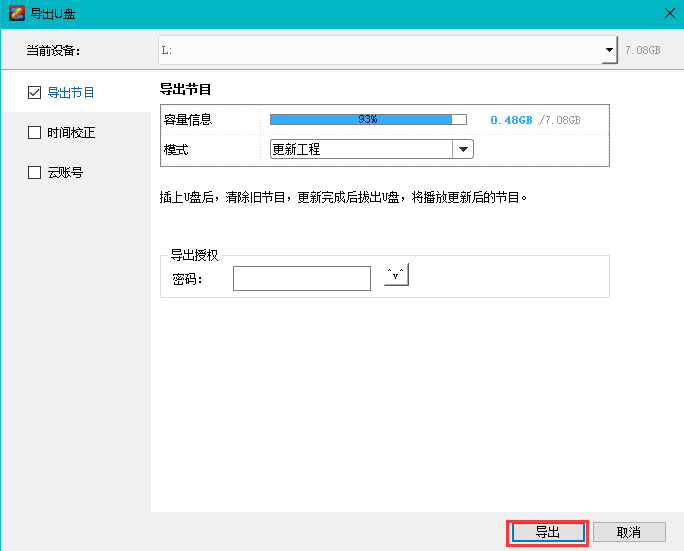 导出U盘
当前设备:
L:
7.08GB
导出节目
时间校正
云账号
导出节目
容量信息
93%
0.48GB /7.08GB
模式
更新工程
插上U盘后，清除旧节目，更新完成后拔出U盘，将播放更新后的节目。
导出授权
密码:
^v^
导出
取消